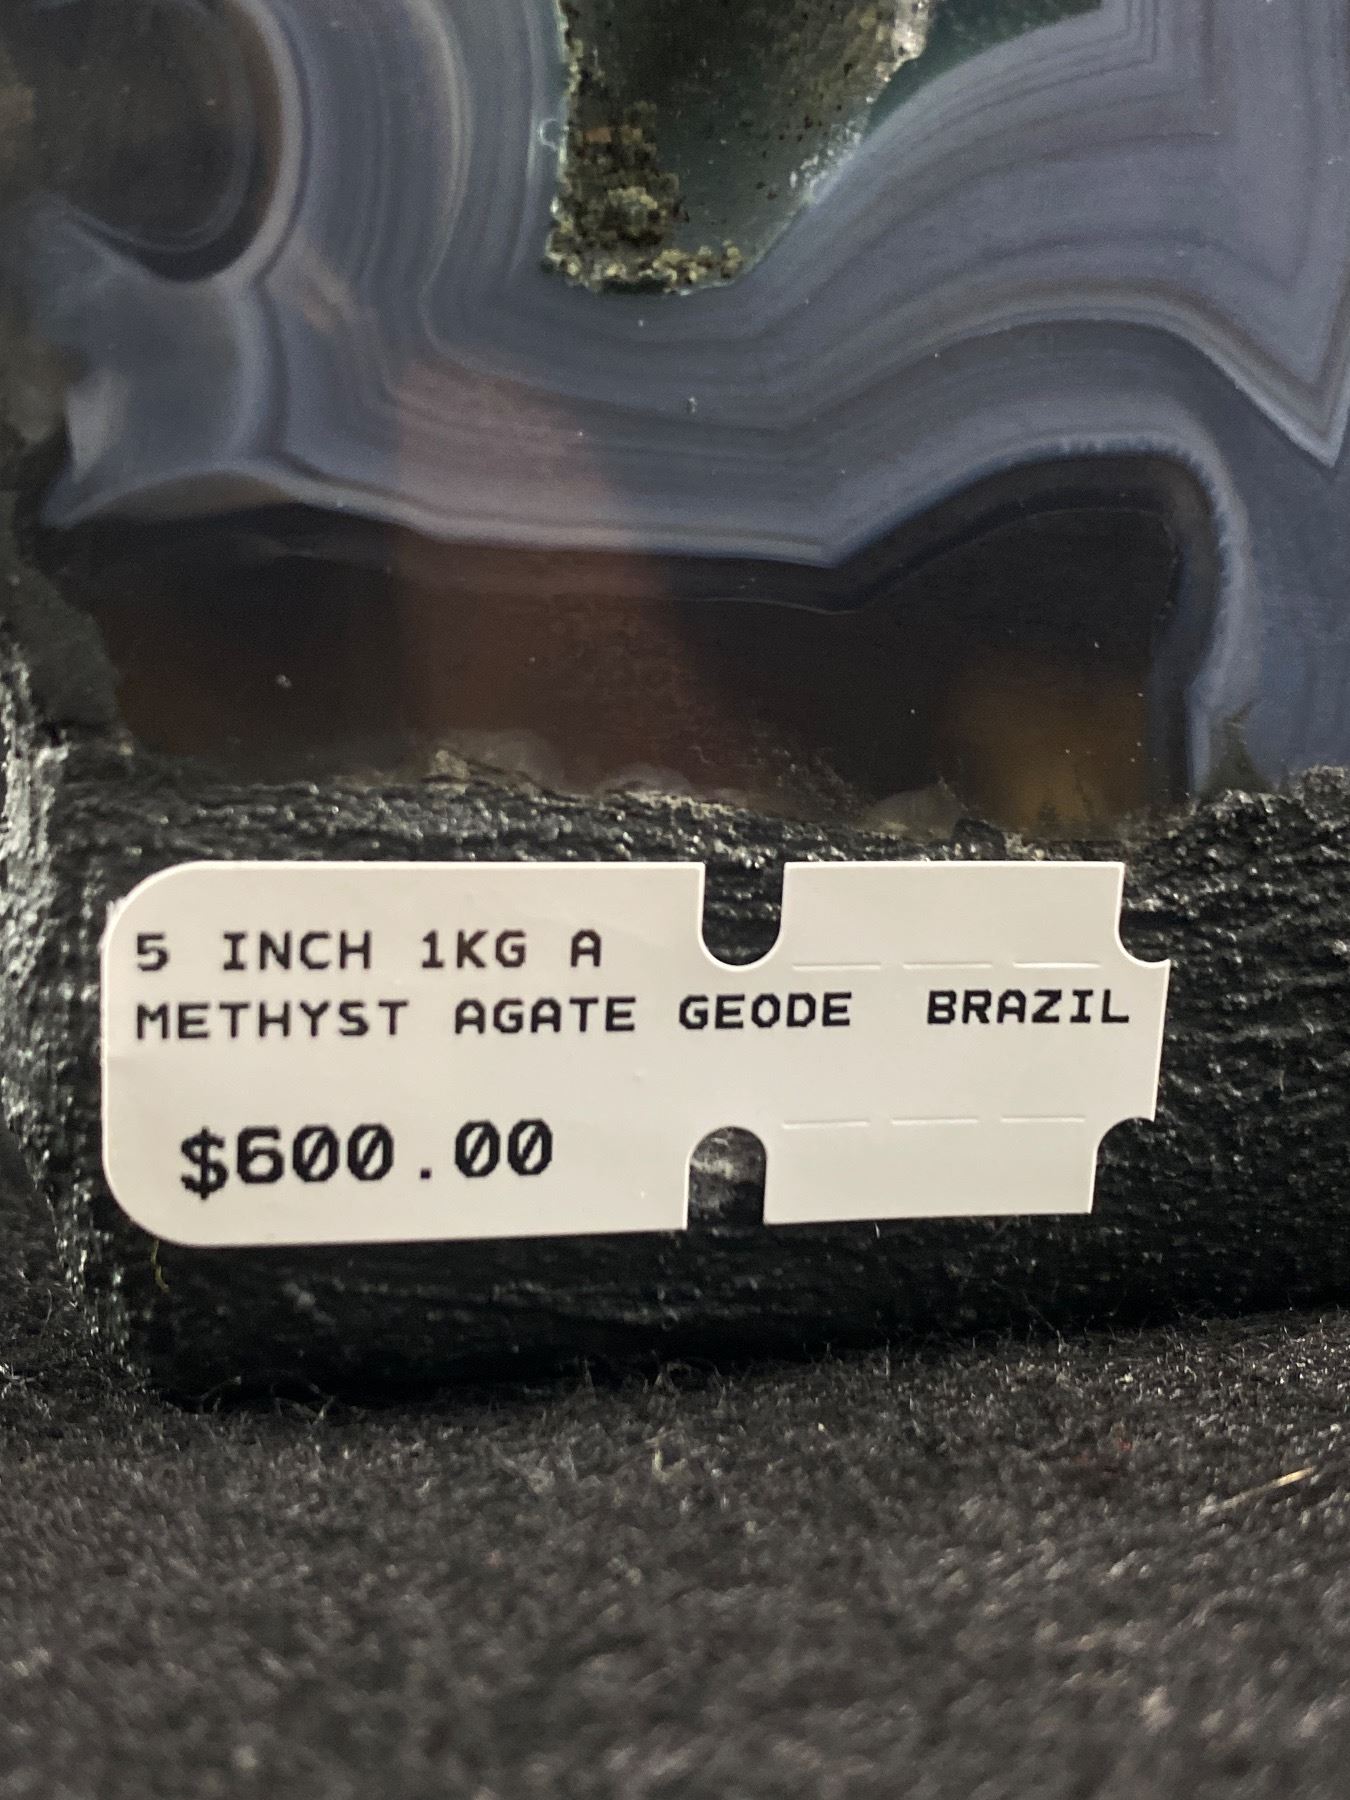 5 INCH 1KG A
METHYST AGATE GEODE BRAZIL
$600.00